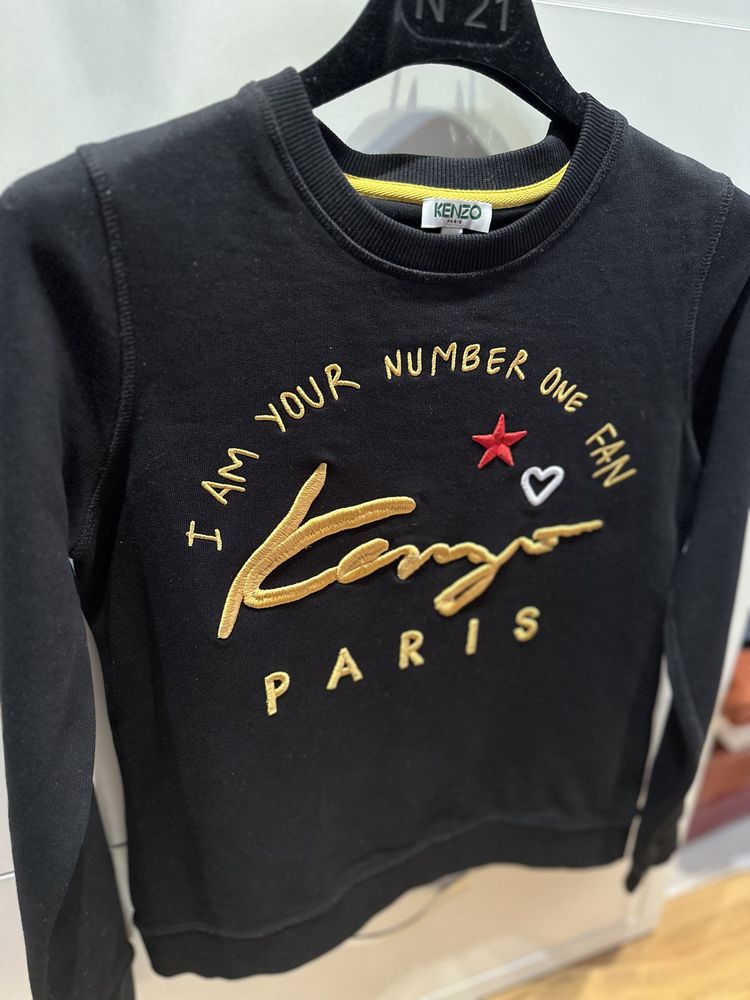 N°21
KENZO
PARIS
I AM YOUR NUMBER ONE FAN
Kenzo
PARIS